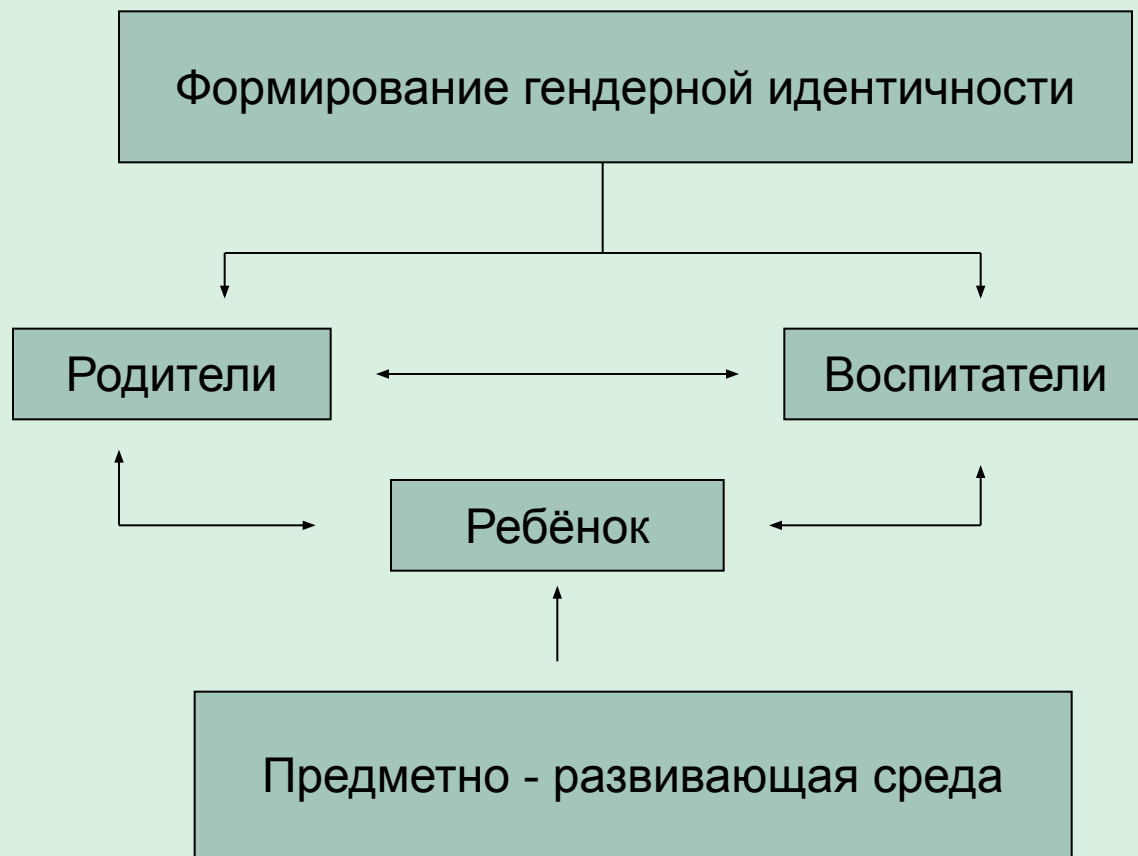 Формирование гендерной идентичности
Родители
Воспитатели
Ребёнок
Предметно - развивающая среда